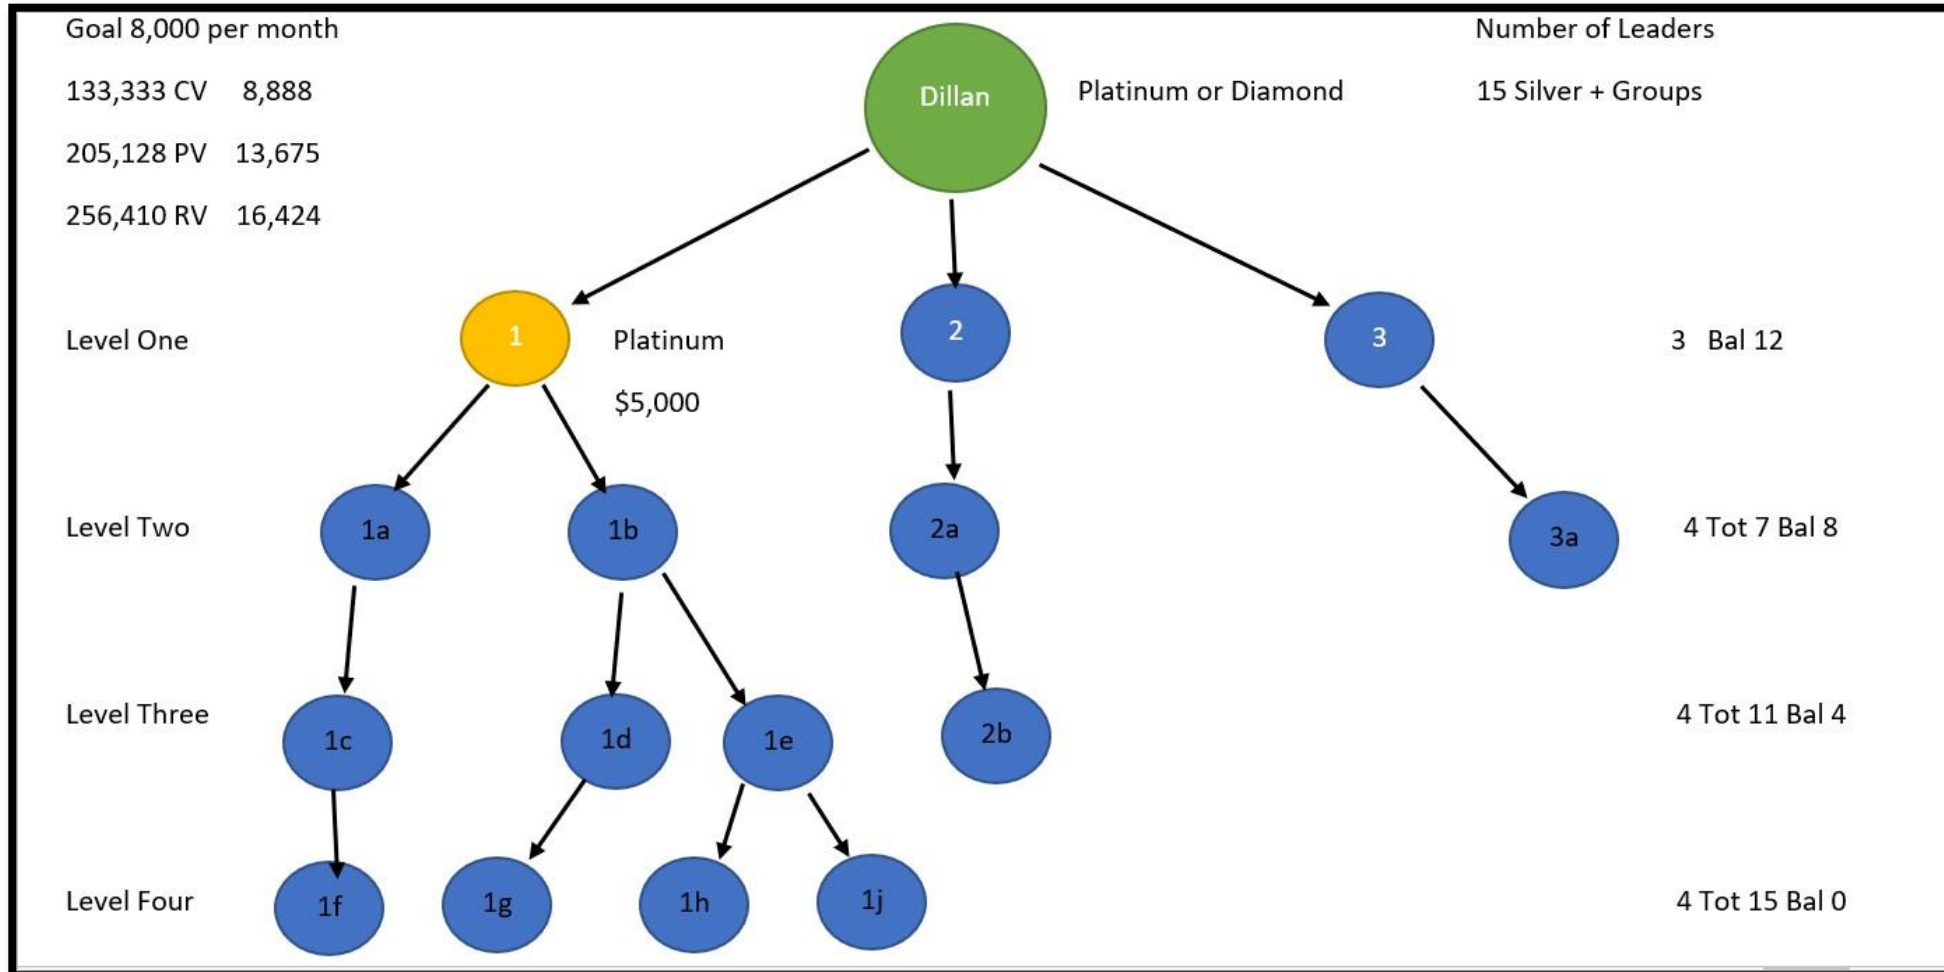 Goal 8,000 per month
Number of Leaders
133,333 CV 8,888
Dillan
Platinum or Diamond
15 Silver + Groups
205,128 PV 13,675
256,410 RV 16,424
Level One
1
Platinum
2
3
3 Bal 12
$5,000
Level Two
1a
1b
2a
3a
4 Tot 7 Bal 8
Level Three
1c
1d
1e
2b
4 Tot 11 Bal 4
Level Four
1f
1g
1h
1j
4 Tot 15 Bal 0